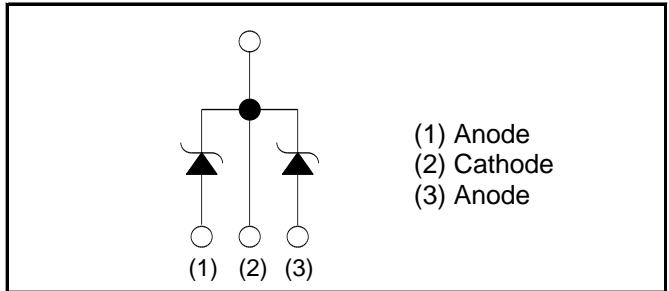 (1) Anode
(2) Cathode
(3) Anode
(1) (2) (3)